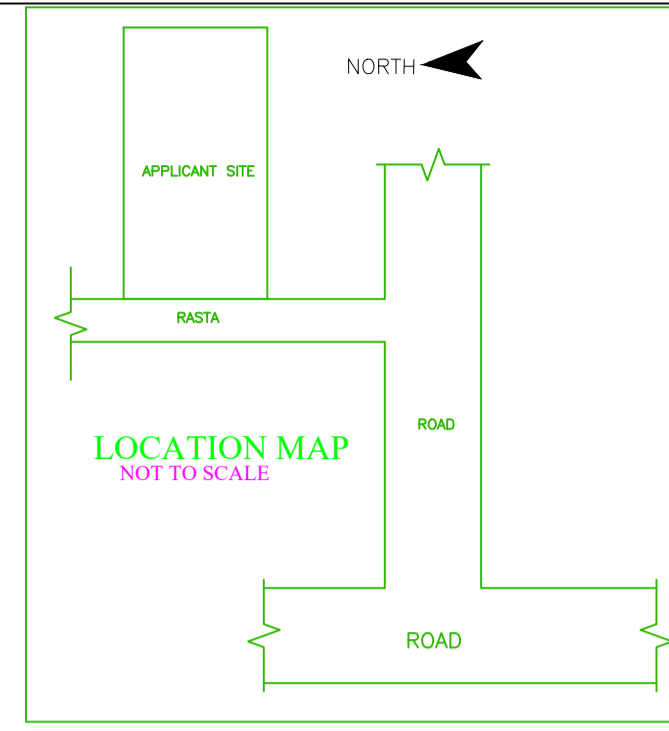 NORTH
APPLICANT SITE
RASTA
ROAD
LOCATION MAP
NOT TO SCALE
ROAD